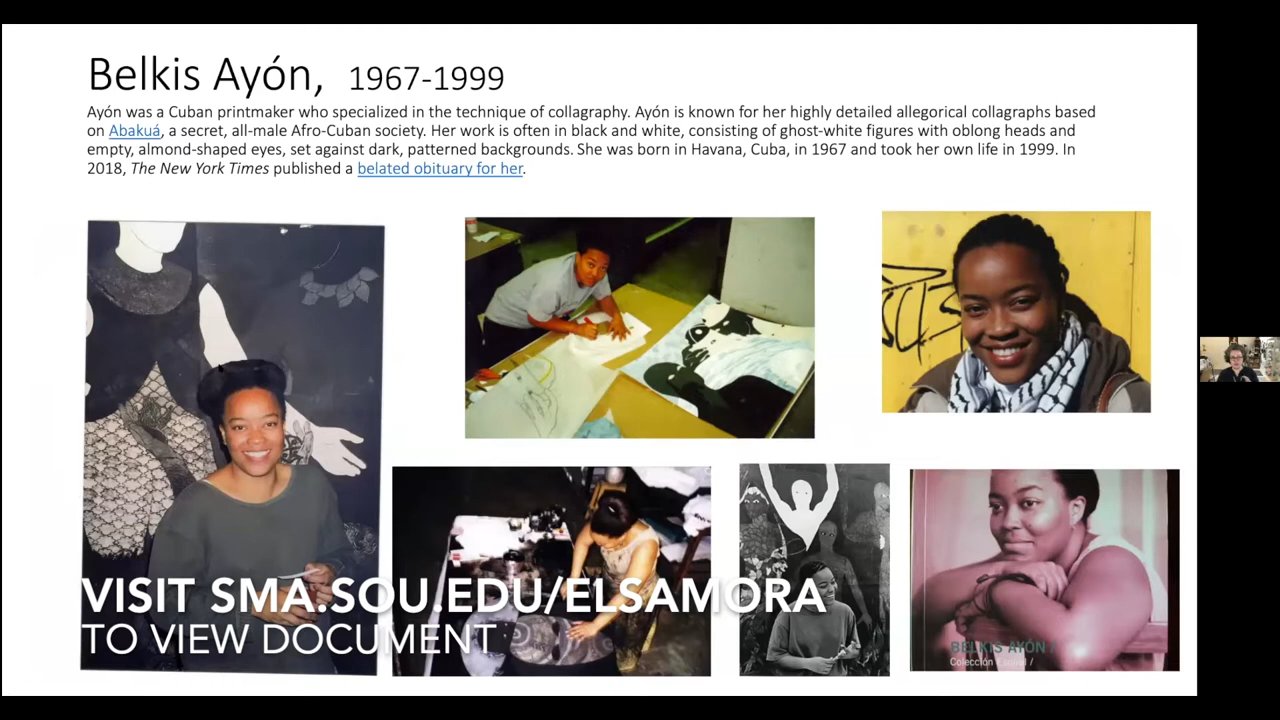 Belkis Ayón, 1967-1999
Ayón was a Cuban printmaker who specialized in the technique of collagraphy. Ayón is known for her highly detailed allegorical collagraphs based
on Abakuá, a secret, all-male Afro-Cuban society. Her work is often in black and white, consisting of ghost-white figures with oblong heads and
empty, almond-shaped eyes, set against dark, patterned backgrounds. She was born in Havana, Cuba, in 1967 and took her own life in 1999. In
2018, The New York Times published a belated obituary for her.
VISIT SMA.SOU.EDU/ELSAMORA
TO VIEW DOCUMENT
BELKIS AYÓN /
Colección